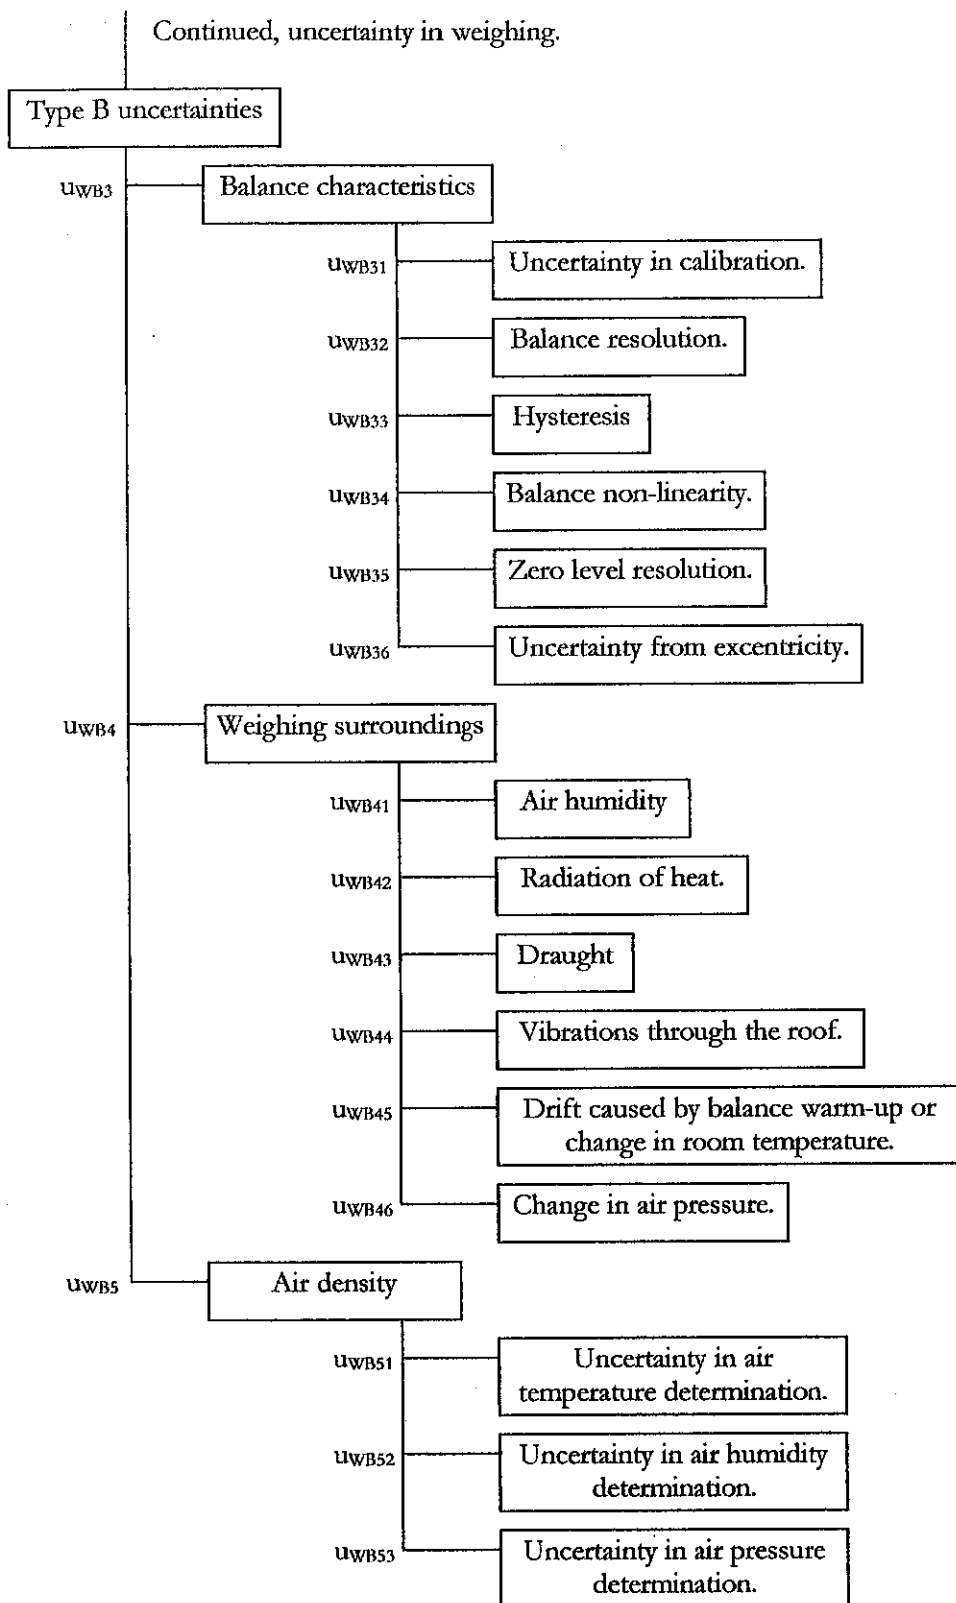 Continued, uncertainty in weighing.
Type B uncertainties
uWB3
Balance characteristics
uWB31
Uncertainty in calibration.
uWB32
Balance resolution.
uWB33
Hysteresis
uWB34
Balance non-linearity.
uWB35
Zero level resolution.
uWB36
Uncertainty from excentricity.
uWB4
Weighing surroundings
uWB41
Air humidity
uWB42
Radiation of heat.
uWB43
Draught
uWB44
Vibrations through the roof.
uWB45
Drift caused by balance warm-up or
change in room temperature.
uWB46
Change in air pressure.
uWB5
Air density
uWB51
Uncertainty in air
temperature determination.
uWB52
Uncertainty in air humidity
determination.
uWB53
Uncertainty in air pressure
determination.